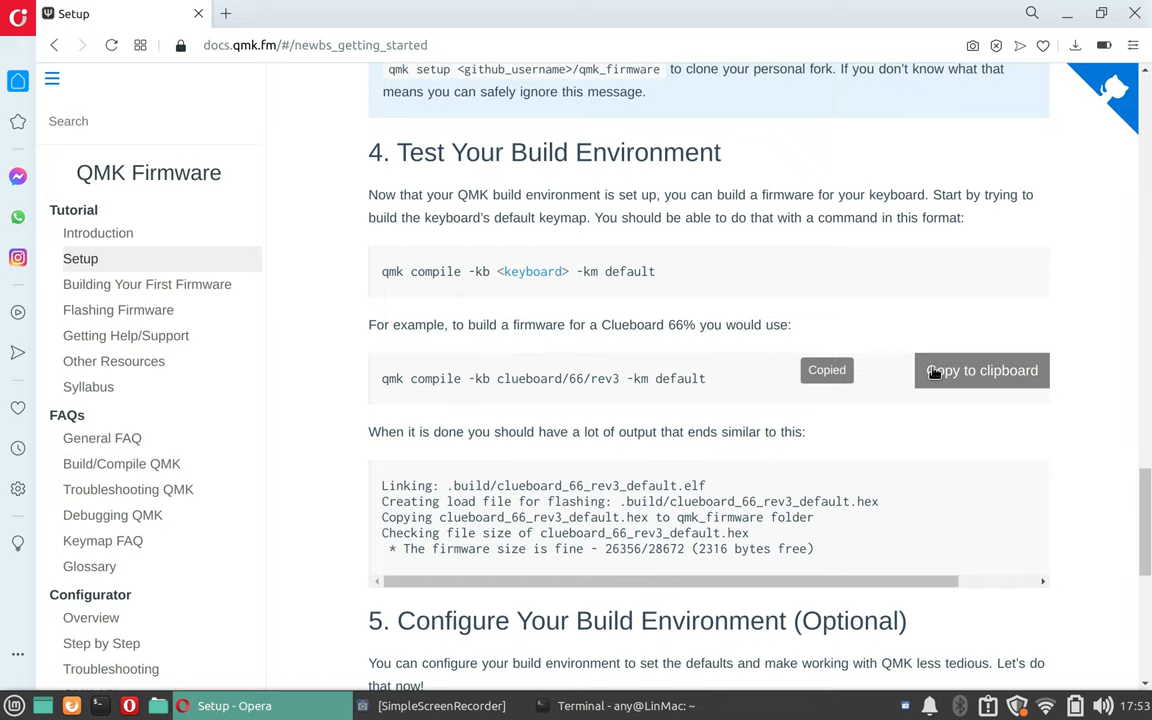 Setup
docs.qmk.fm/#/newbs_getting_started
Search
QMK Firmware
Tutorial
Introduction
Setup
Building Your First Firmware
Flashing Firmware
Getting Help/Support
Other Resources
Syllabus
FAQs
General FAQ
Build/Compile QMK
Troubleshooting QMK
Debugging QMK
Keymap FAQ
Glossary
Configurator
Overview
Step by Step
Troubleshooting
qmk setup <github_username>/qmk_firmware to clone your personal fork. If you don't know what that
means you can safely ignore this message.
4. Test Your Build Environment
Now that your QMK build environment is set up, you can build a firmware for your keyboard. Start by trying to
build the keyboard's default keymap. You should be able to do that with a command in this format:
qmk compile -kb <keyboard> -km default
For example, to build a firmware for a Clueboard 66% you would use:
qmk compile -kb clueboard/66/rev3 -km default
Copied
Copy to clipboard
When it is done you should have a lot of output that ends similar to this:
Linking: .build/clueboard_66_rev3_default.elf
Creating load file for flashing: .build/clueboard_66_rev3_default.hex
Copying clueboard_66_rev3_default.hex to qmk_firmware folder
Checking file size of clueboard_66_rev3_default.hex
* The firmware size is fine - 26356/28672 (2316 bytes free)
5. Configure Your Build Environment (Optional)
You can configure your build environment to set the defaults and make working with QMK less tedious. Let's do
that now!
Setup - Opera
[SimpleScreenRecorder]
Terminal - any@LinMac: ~
17:53